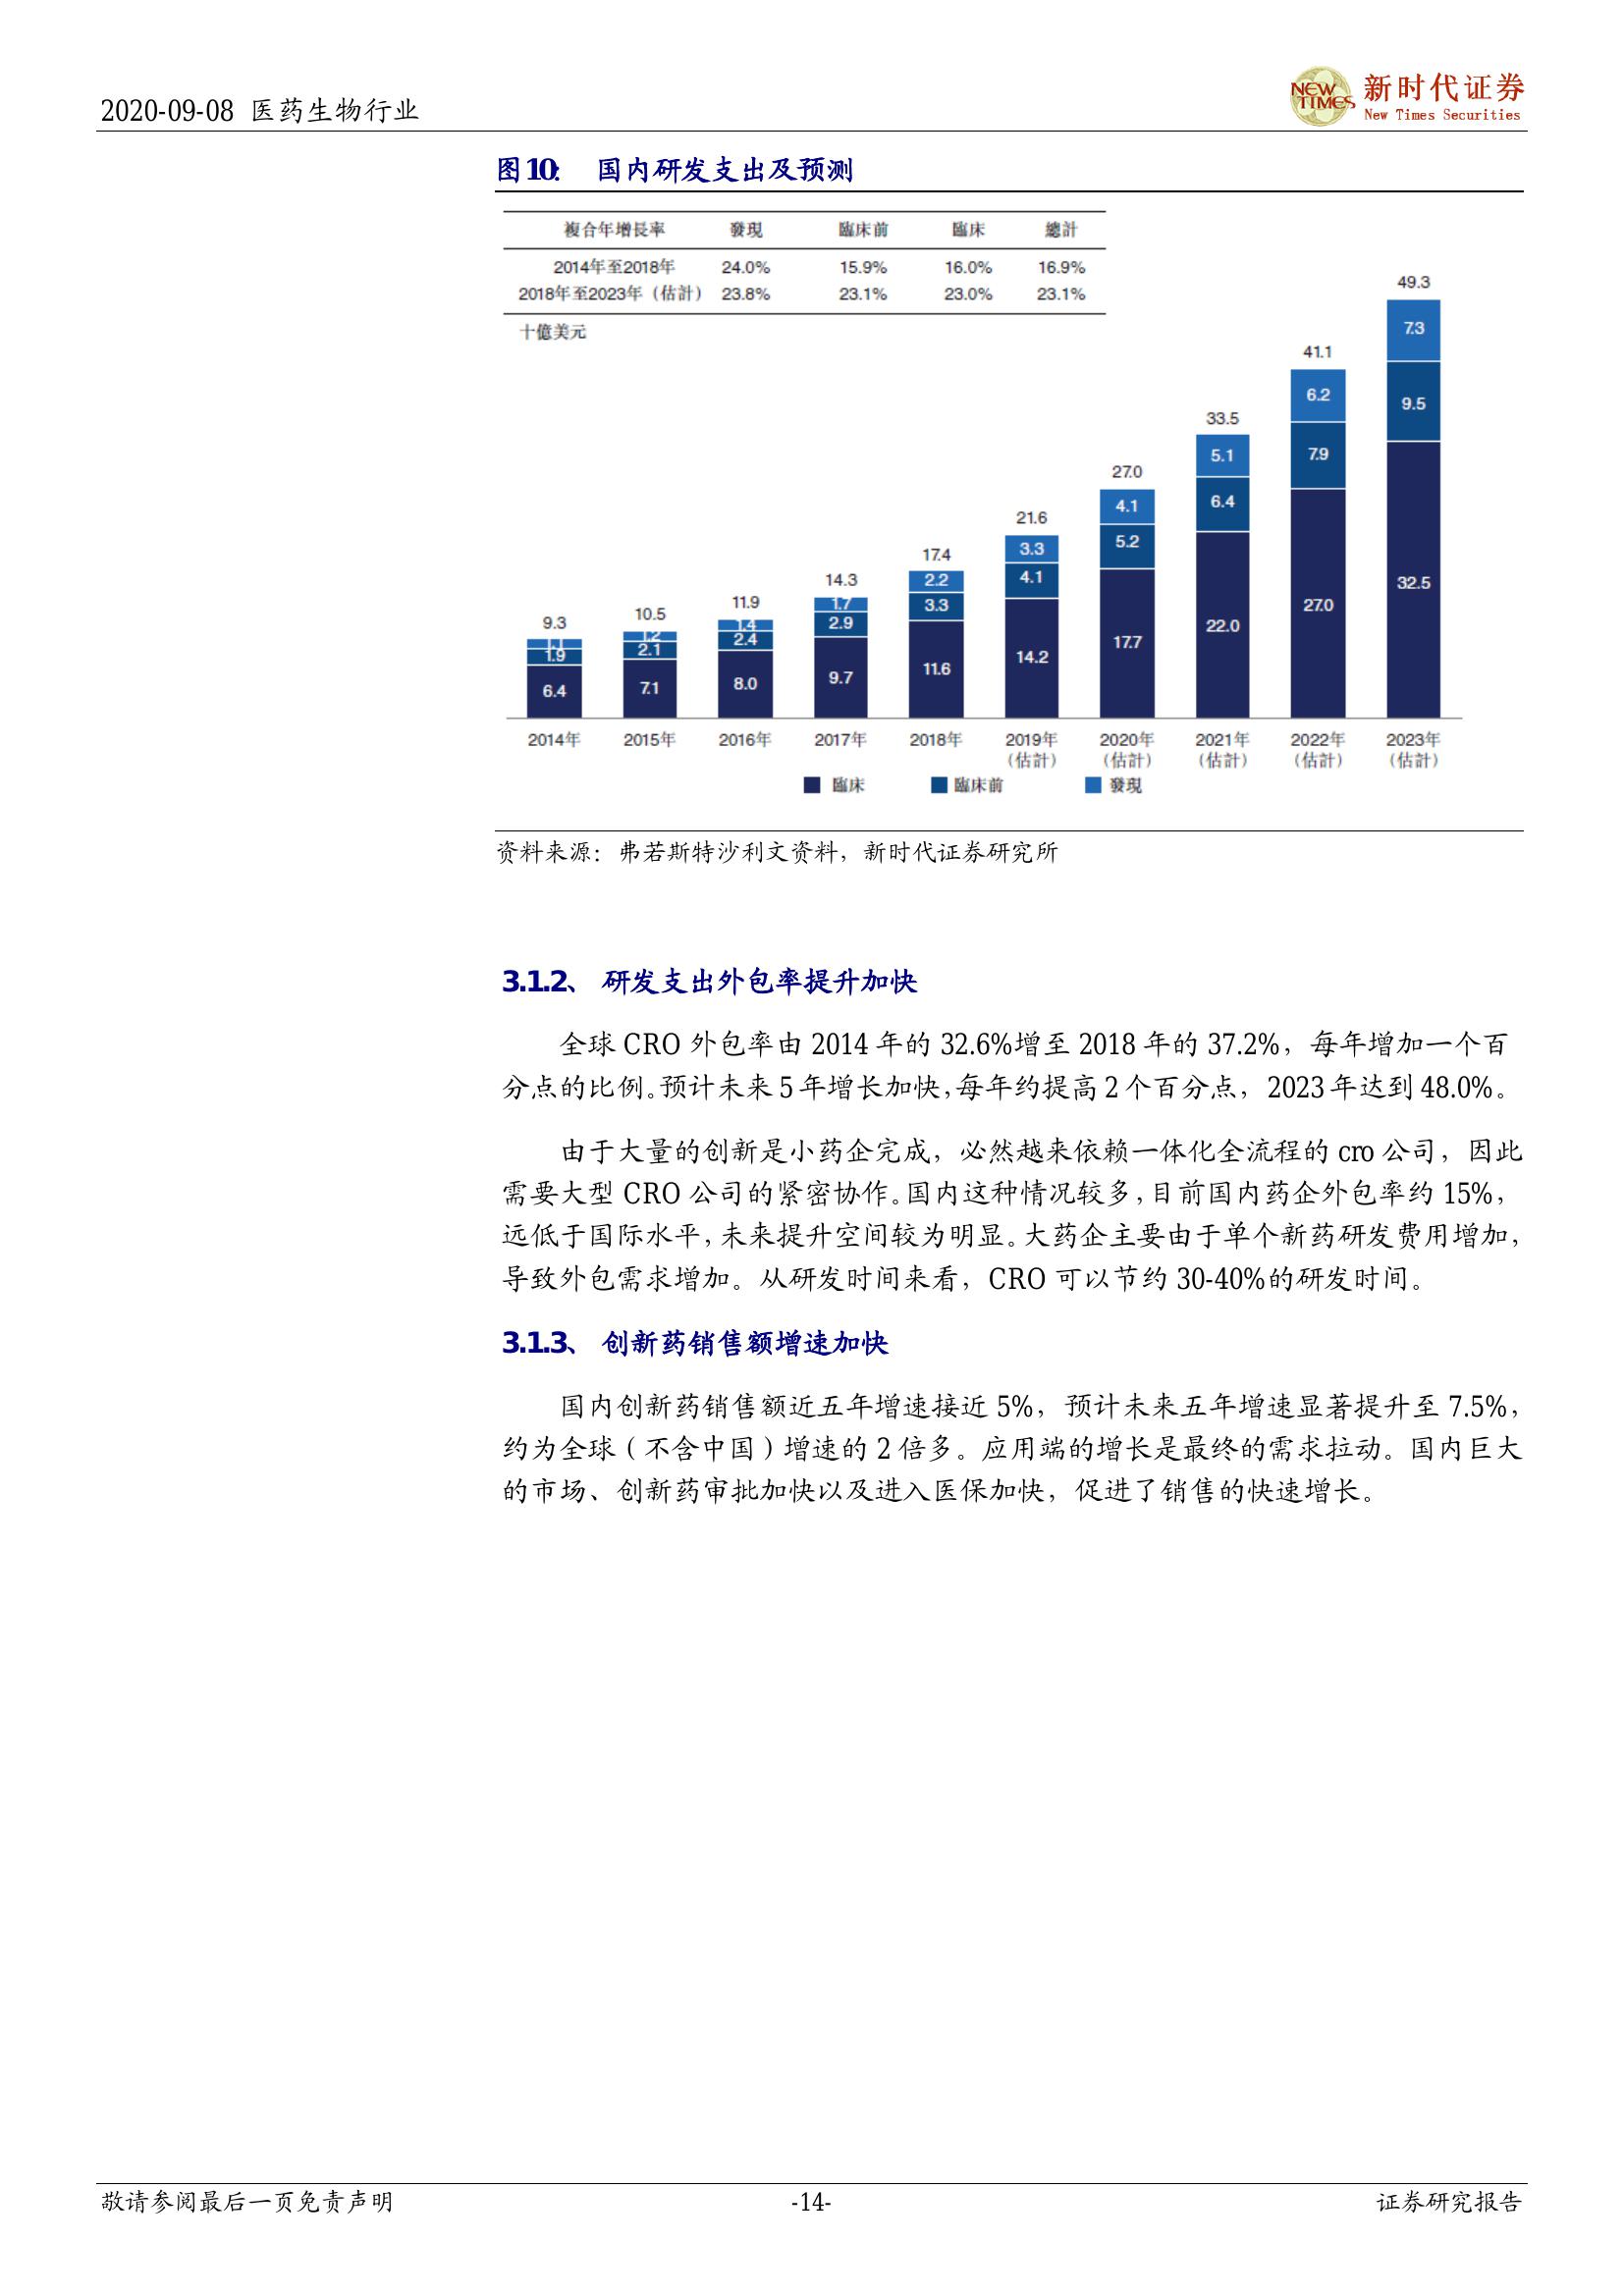 2020-09-08 医药生物行业
NEW TIMES
新时代证券
New Times Securities
图10: 国内研发支出及预测
複合年增長率 發現 臨床前 臨床 總計
2014年至2018年 24.0% 15.9% 16.0% 16.9%
2018年至2023年（估計） 23.8% 23.1% 23.0% 23.1%
十億美元
9.3 10.5 11.9 14.3 17.4 21.6 27.0 33.5 41.1 49.3
1.1 1.2 1.4 1.7 2.2 3.3 4.1 5.1 6.2 7.3
1.9 2.1 2.4 2.9 3.3 4.1 5.2 6.4 7.9 9.5
6.4 7.1 8.0 9.7 11.6 14.2 17.7 22.0 27.0 32.5
2014年 2015年 2016年 2017年 2018年 2019年 2020年 2021年 2022年 2023年
（估計） （估計） （估計） （估計） （估計）
臨床 臨床前 發現
资料来源：弗若斯特沙利文资料，新时代证券研究所
3.1.2、 研发支出外包率提升加快
全球 CRO 外包率由 2014 年的 32.6%增至 2018 年的 37.2%，每年增加一个百
分点的比例。预计未来 5 年增长加快，每年约提高 2 个百分点，2023 年达到 48.0%。
由于大量的创新是小药企完成，必然越来依赖一体化全流程的 cro 公司，因此
需要大型 CRO 公司的紧密协作。国内这种情况较多，目前国内药企外包率约 15%，
远低于国际水平，未来提升空间较为明显。大药企主要由于单个新药研发费用增加，
导致外包需求增加。从研发时间来看，CRO 可以节约 30-40%的研发时间。
3.1.3、 创新药销售额增速加快
国内创新药销售额近五年增速接近 5%，预计未来五年增速显著提升至 7.5%，
约为全球（不含中国）增速的 2 倍多。应用端的增长是最终的需求拉动。国内巨大
的市场、创新药审批加快以及进入医保加快，促进了销售的快速增长。
敬请参阅最后一页免责声明 -14- 证券研究报告